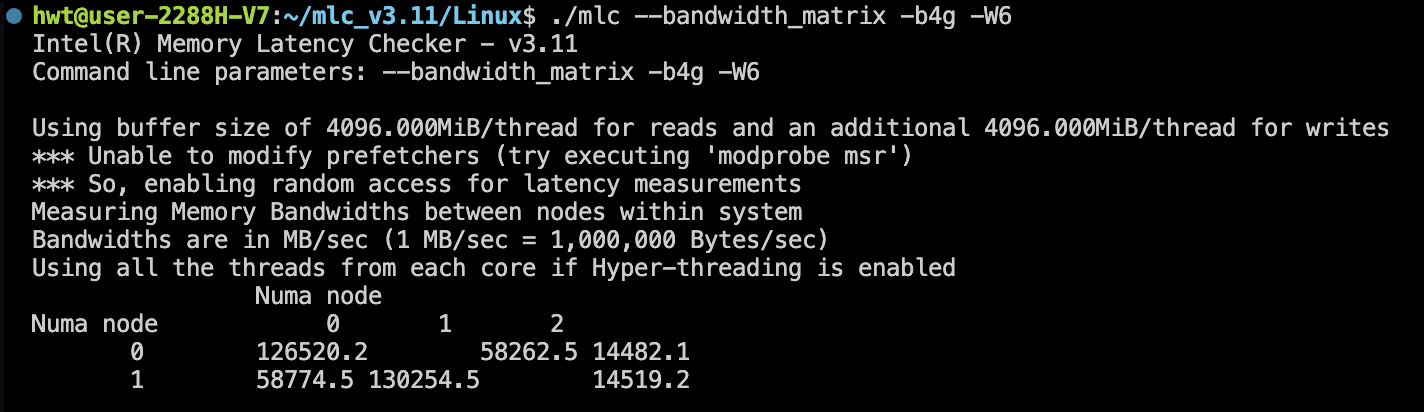 hwt@user-2288H-V7:~/mlc_v3.11/Linux$ ./mlc --bandwidth_matrix -b4g -W6
Intel(R) Memory Latency Checker - v3.11
Command line parameters: --bandwidth_matrix -b4g -W6
Using buffer size of 4096.000MiB/thread for reads and an additional 4096.000MiB/thread for writes
*** Unable to modify prefetchers (try executing 'modprobe msr')
*** So, enabling random access for latency measurements
Measuring Memory Bandwidths between nodes within system
Bandwidths are in MB/sec (1 MB/sec = 1,000,000 Bytes/sec)
Using all the threads from each core if Hyper-threading is enabled
Numa node
Numa node 0 1 2
0 126520.2 58262.5 14482.1
1 58774.5 130254.5 14519.2